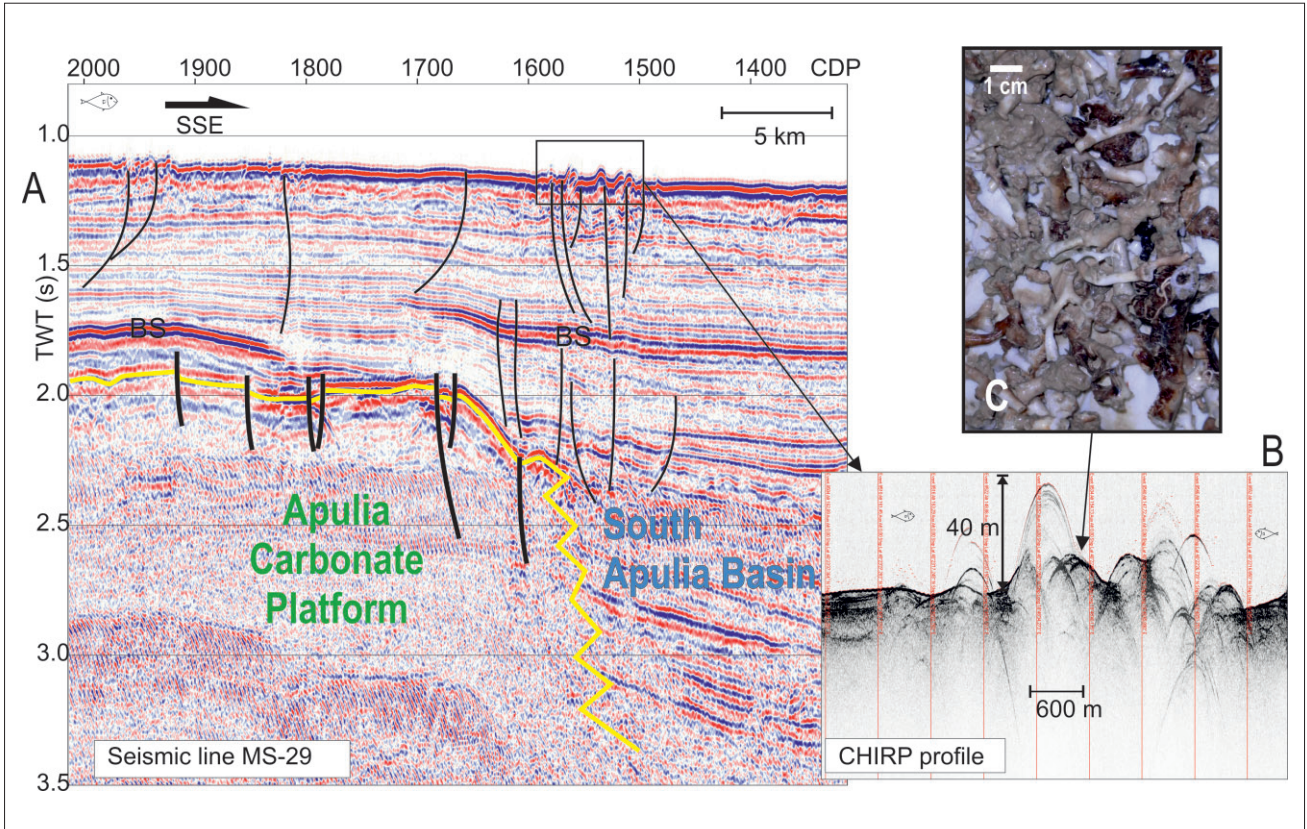 2000 1900 1800 1700 1600 1500 1400 CDP
SSE
5 km
1 cm
1.0
A
1.5
TWT (s)
BS
BS
2.0
C
B
2.5
Apulia
Carbonate
Platform
South
Apulia Basin
40 m
3.0
600 m
Seismic line MS-29
CHIRP profile
3.5